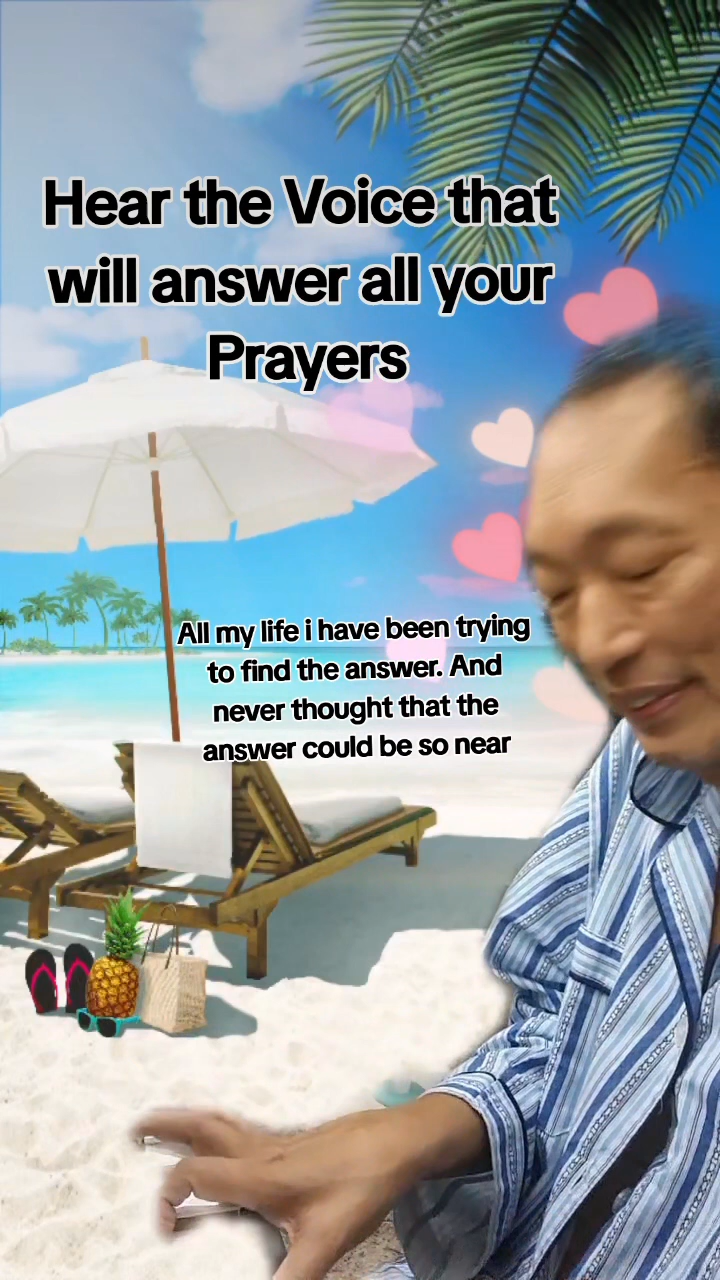 Hear the Voice that
will answer all your
Prayers
All my life i have been trying
to find the answer. And
never thought that the
answer could be so near